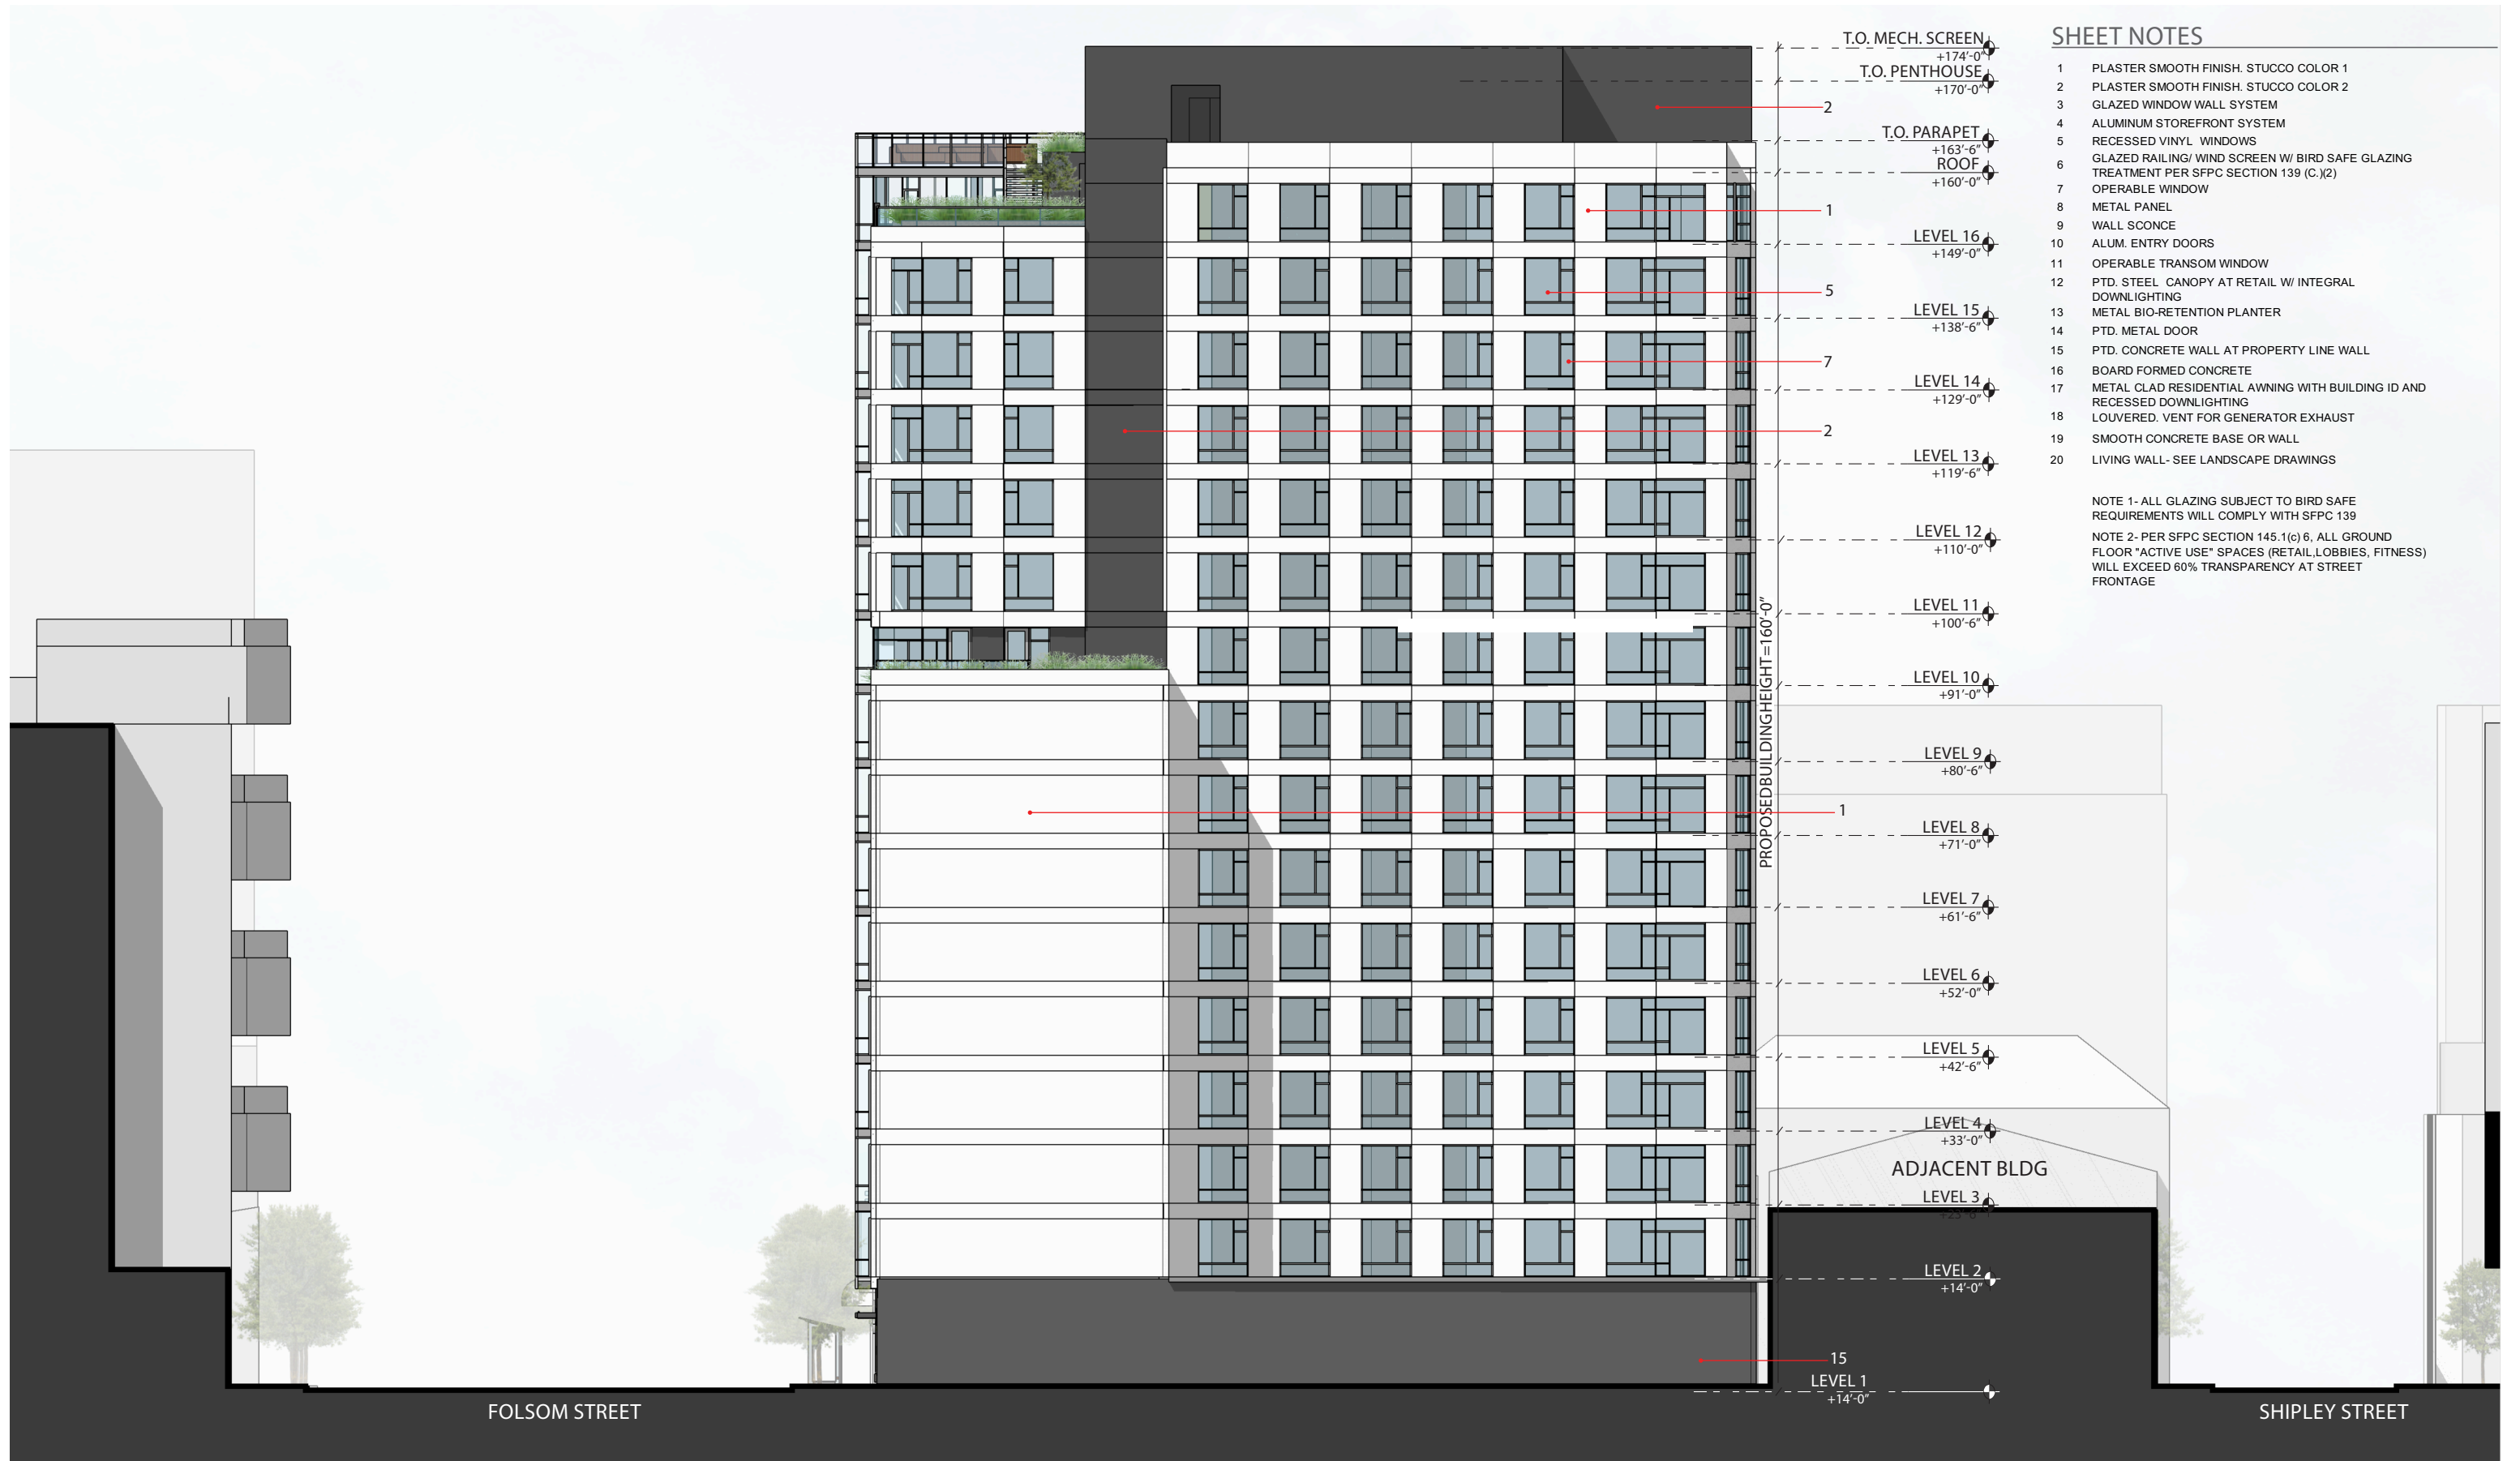 T.O. MECH. SCREEN
+174'-0"
T.O. PENTHOUSE
+170'-0"
2
T.O. PARAPET
+163'-6"
ROOF
+160'-0"
1
LEVEL 16
+149'-0"
5
LEVEL 15
+138'-6"
7
LEVEL 14
+129'-0"
2
LEVEL 13
+119'-6"
LEVEL 12
+110'-0"
LEVEL 11
+100'-6"
LEVEL 10
+91'-0"
LEVEL 9
+80'-6"
1
LEVEL 8
+71'-0"
LEVEL 7
+61'-6"
LEVEL 6
+52'-0"
LEVEL 5
+42'-6"
LEVEL 4
+33'-0"
ADJACENT BLDG
LEVEL 3
LEVEL 2
+14'-0"
15
LEVEL 1
+14'-0"
PROPOSEDBUILDINGHEIGHT=160'-0"
FOLSOM STREET
SHIPLEY STREET
SHEET NOTES
1 PLASTER SMOOTH FINISH. STUCCO COLOR 1
2 PLASTER SMOOTH FINISH. STUCCO COLOR 2
3 GLAZED WINDOW WALL SYSTEM
4 ALUMINUM STOREFRONT SYSTEM
5 RECESSED VINYL WINDOWS
6 GLAZED RAILING/ WIND SCREEN W/ BIRD SAFE GLAZING
TREATMENT PER SFPC SECTION 139 (C.)(2)
7 OPERABLE WINDOW
8 METAL PANEL
9 WALL SCONCE
10 ALUM. ENTRY DOORS
11 OPERABLE TRANSOM WINDOW
12 PTD. STEEL CANOPY AT RETAIL W/ INTEGRAL
DOWNLIGHTING
13 METAL BIO-RETENTION PLANTER
14 PTD. METAL DOOR
15 PTD. CONCRETE WALL AT PROPERTY LINE WALL
16 BOARD FORMED CONCRETE
17 METAL CLAD RESIDENTIAL AWNING WITH BUILDING ID AND
RECESSED DOWNLIGHTING
18 LOUVERED. VENT FOR GENERATOR EXHAUST
19 SMOOTH CONCRETE BASE OR WALL
20 LIVING WALL- SEE LANDSCAPE DRAWINGS
NOTE 1- ALL GLAZING SUBJECT TO BIRD SAFE
REQUIREMENTS WILL COMPLY WITH SFPC 139
NOTE 2- PER SFPC SECTION 145.1(c) 6, ALL GROUND
FLOOR "ACTIVE USE" SPACES (RETAIL,LOBBIES, FITNESS)
WILL EXCEED 60% TRANSPARENCY AT STREET
FRONTAGE